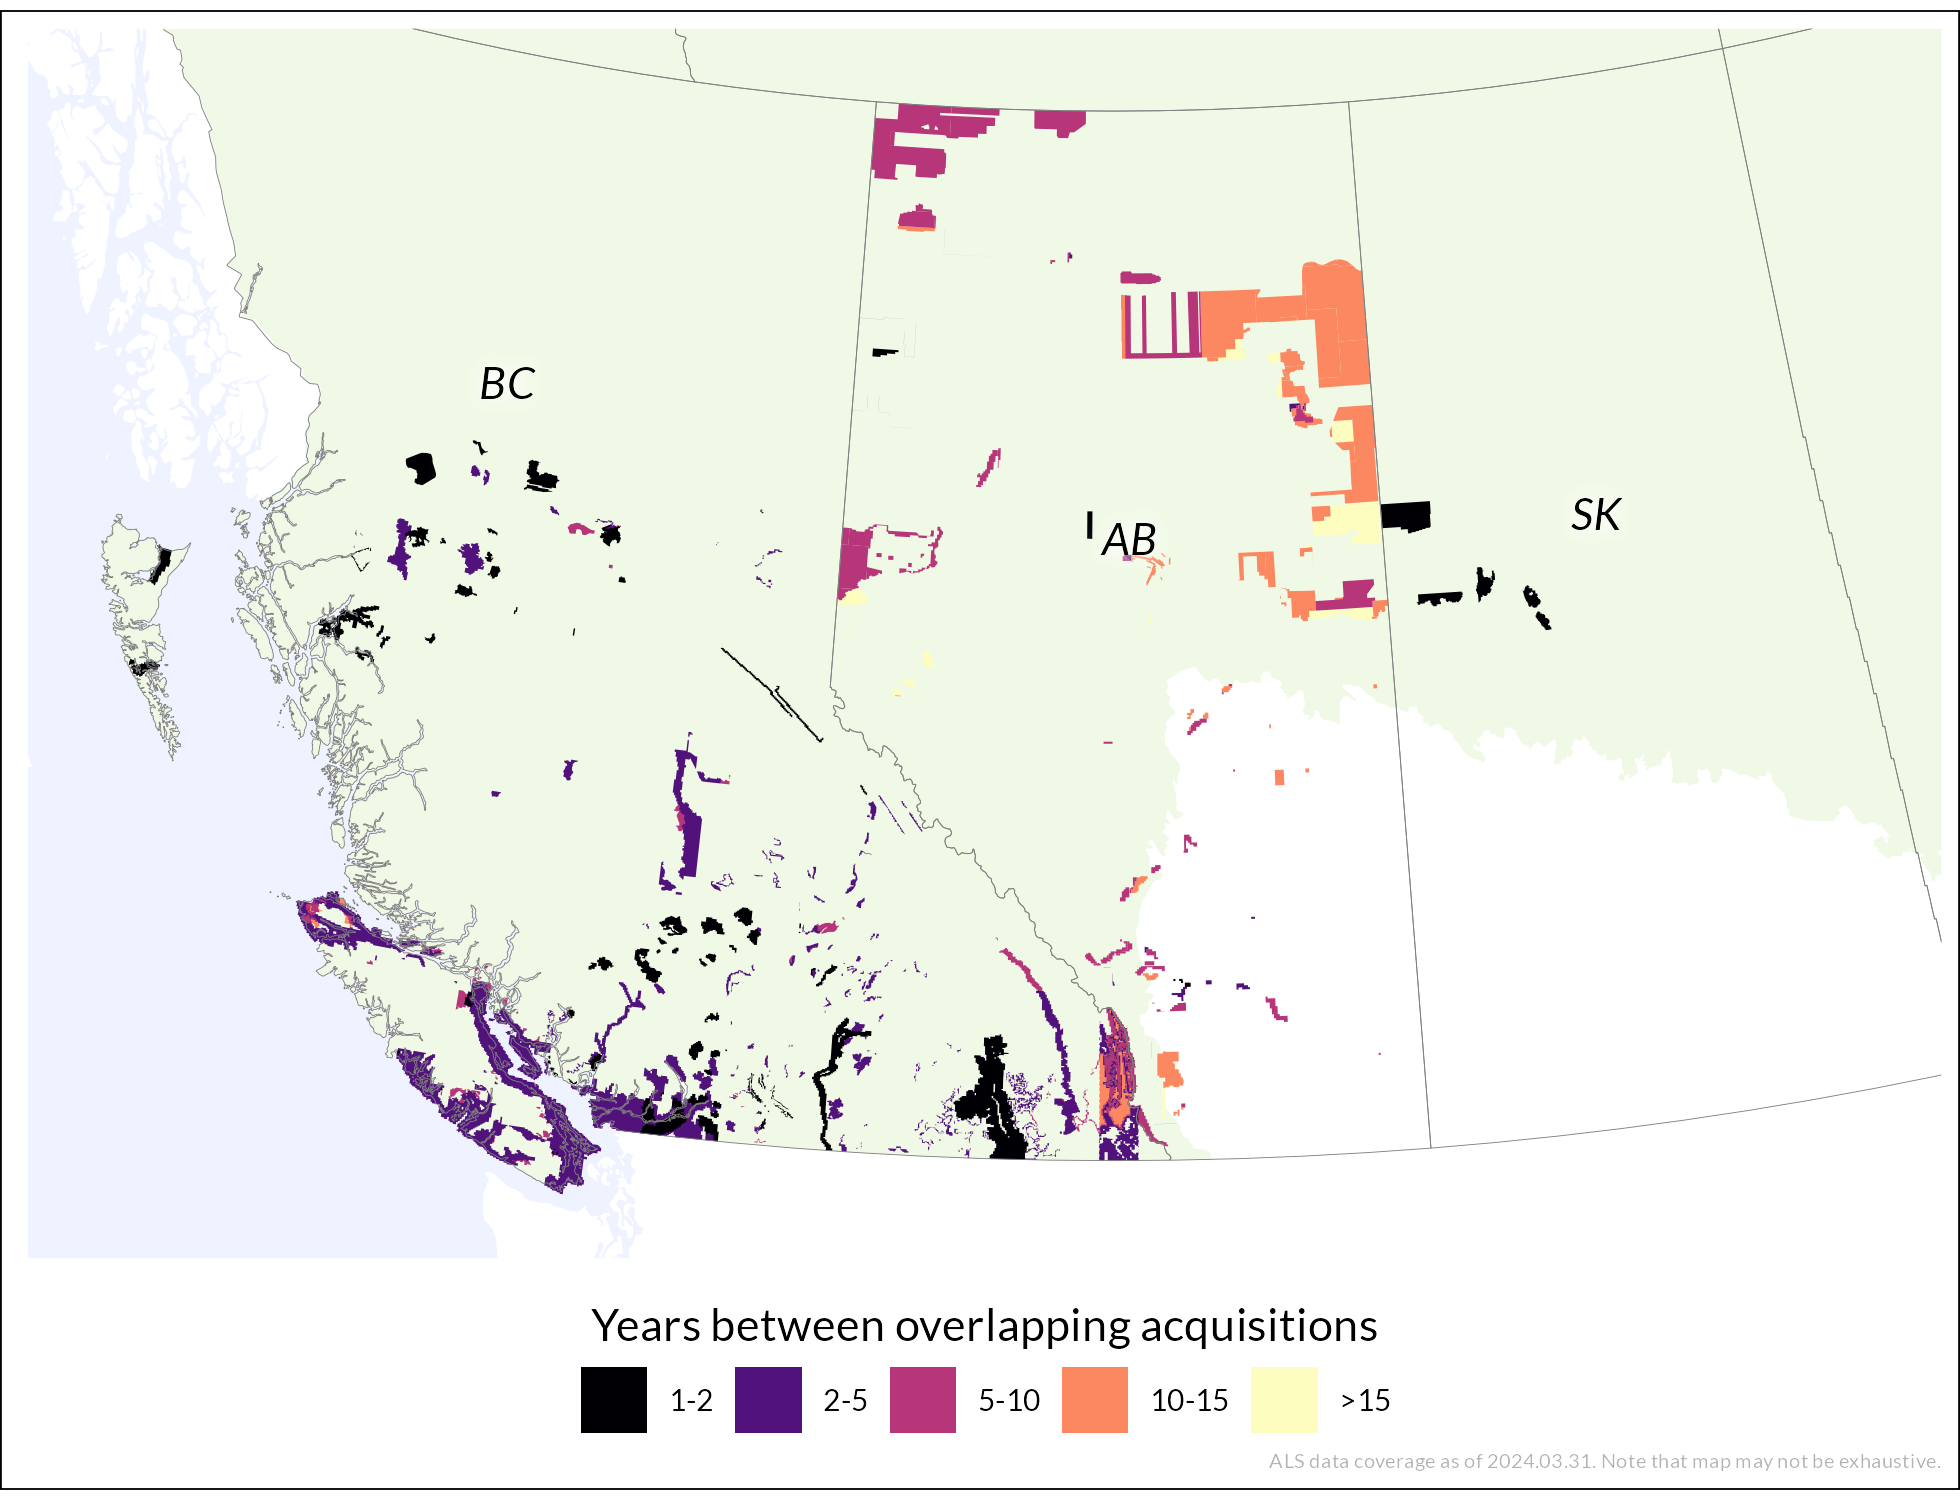 BC
AB
SK
Years between overlapping acquisitions
1-2 2-5 5-10 10-15 >15
ALS data coverage as of 2024.03.31. Note that map may not be exhaustive.